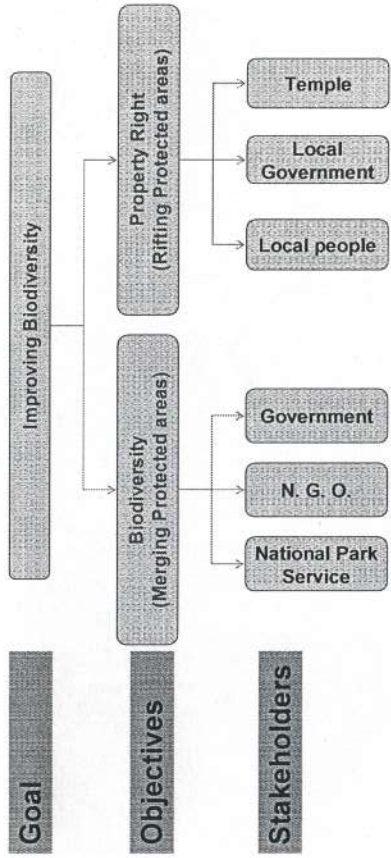 Goal
Improving Biodiversity
Objectives
Biodiversity
(Merging Protected areas)
Property Right
(Rifting Protected areas)
Stakeholders
National Park
Service
N. G. O.
Government
Local people
Local
Government
Temple